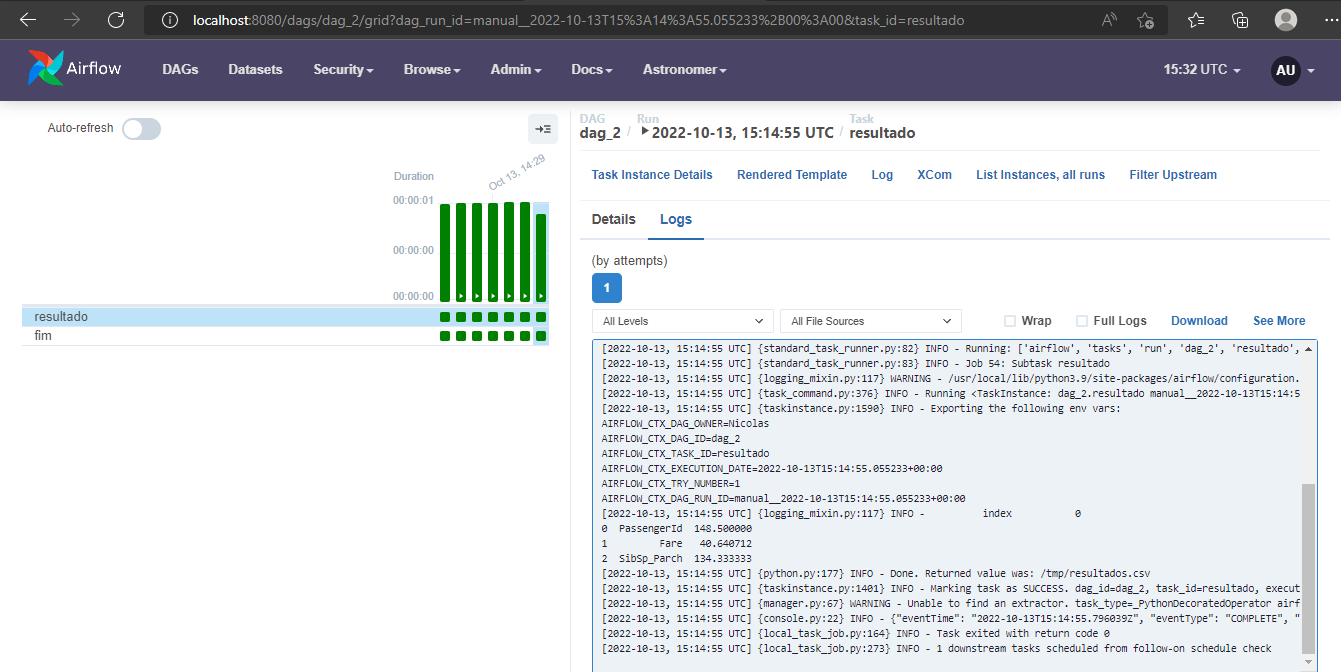 localhost:8080/dags/dag_2/grid?dag_run_id=manual__2022-10-13T15%3A14%3A55.055233%2B00%3A00&task_id=resultado
Airflow DAGs Datasets Security Browse Admin Docs Astronomer 15:32 UTC AU
Auto-refresh
DAG Run Task
dag_2 / 2022-10-13, 15:14:55 UTC / resultado
Task Instance Details Rendered Template Log XCom List Instances, all runs Filter Upstream
Oct 13, 14:29
Duration
00:00:01
00:00:00
00:00:00
resultado
fim
Details Logs
(by attempts)
1
All Levels All File Sources Wrap Full Logs Download See More
[2022-10-13, 15:14:55 UTC] {standard_task_runner.py:82} INFO - Running: ['airflow', 'tasks', 'run', 'dag_2', 'resultado',
[2022-10-13, 15:14:55 UTC] {standard_task_runner.py:83} INFO - Job 54: Subtask resultado
[2022-10-13, 15:14:55 UTC] {logging_mixin.py:117} WARNING - /usr/local/lib/python3.9/site-packages/airflow/configuration.
[2022-10-13, 15:14:55 UTC] {task_command.py:376} INFO - Running <TaskInstance: dag_2.resultado manual__2022-10-13T15:14:5
[2022-10-13, 15:14:55 UTC] {taskinstance.py:1590} INFO - Exporting the following env vars:
AIRFLOW_CTX_DAG_OWNER=Nicolas
AIRFLOW_CTX_DAG_ID=dag_2
AIRFLOW_CTX_TASK_ID=resultado
AIRFLOW_CTX_EXECUTION_DATE=2022-10-13T15:14:55.055233+00:00
AIRFLOW_CTX_TRY_NUMBER=1
AIRFLOW_CTX_DAG_RUN_ID=manual__2022-10-13T15:14:55.055233+00:00
[2022-10-13, 15:14:55 UTC] {logging_mixin.py:117} INFO - index 0
0 PassengerId 148.500000
1 Fare 40.640712
2 SibSp_Parch 134.333333
[2022-10-13, 15:14:55 UTC] {python.py:177} INFO - Done. Returned value was: /tmp/resultados.csv
[2022-10-13, 15:14:55 UTC] {taskinstance.py:1401} INFO - Marking task as SUCCESS. dag_id=dag_2, task_id=resultado, execut
[2022-10-13, 15:14:55 UTC] {manager.py:67} WARNING - Unable to find an extractor. task_type=_PythonDecoratedOperator airf
[2022-10-13, 15:14:55 UTC] {console.py:22} INFO - {"eventTime": "2022-10-13T15:14:55.796039Z", "eventType": "COMPLETE", "
[2022-10-13, 15:14:55 UTC] {local_task_job.py:164} INFO - Task exited with return code 0
[2022-10-13, 15:14:55 UTC] {local_task_job.py:273} INFO - 1 downstream tasks scheduled from follow-on schedule check